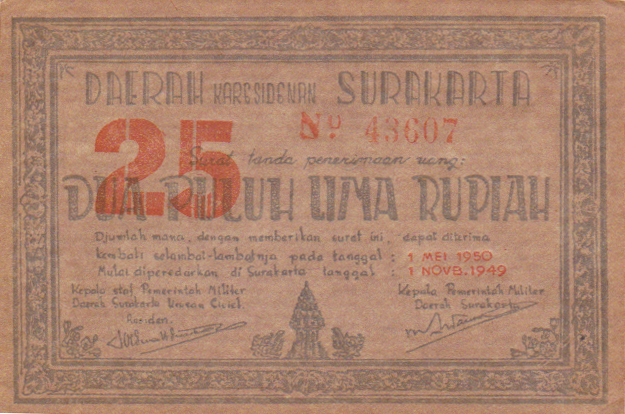 DAERAH KARESIDENAN SURAKARTA
25
No 43607
Surat tanda penerimaan uang:
DUA PULUH LIMA RUPIAH
Djumlah mana, dengan memberikan surat ini, dapat diterima
kembali selambat-lambatnja pada tanggal : 1 MEI 1950
Mulai diperedarkan di Surakarta tanggal : 1 NOVB. 1949
Kepala staf Pemerintah Militer
Daerah Surakarta Urusan Civiel
Residen.
Kepala Pemerintah Militer
Daerah Surakarta